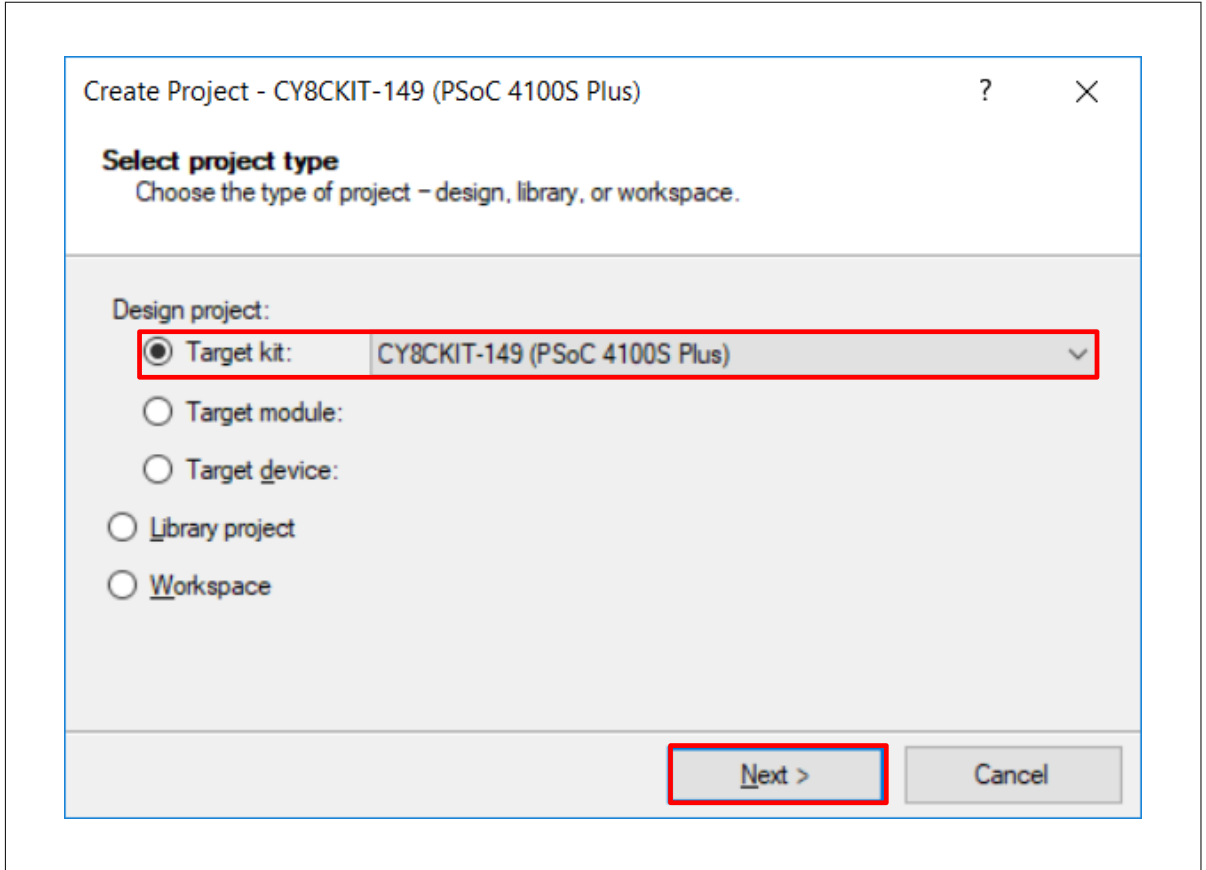 Create Project - CY8CKIT-149 (PSoC 4100S Plus) ?
Select project type
Choose the type of project – design, library, or workspace.
Design project:
Target kit: CY8CKIT-149 (PSoC 4100S Plus)
Target module:
Target device:
Library project
Workspace
Next > Cancel